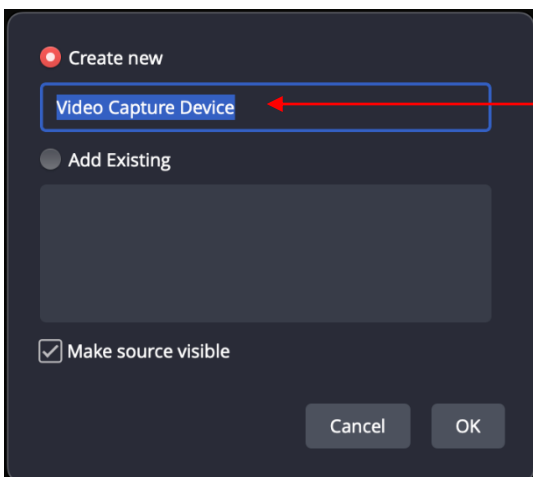 Create new
Video Capture Device
Add Existing
Make source visible
Cancel OK